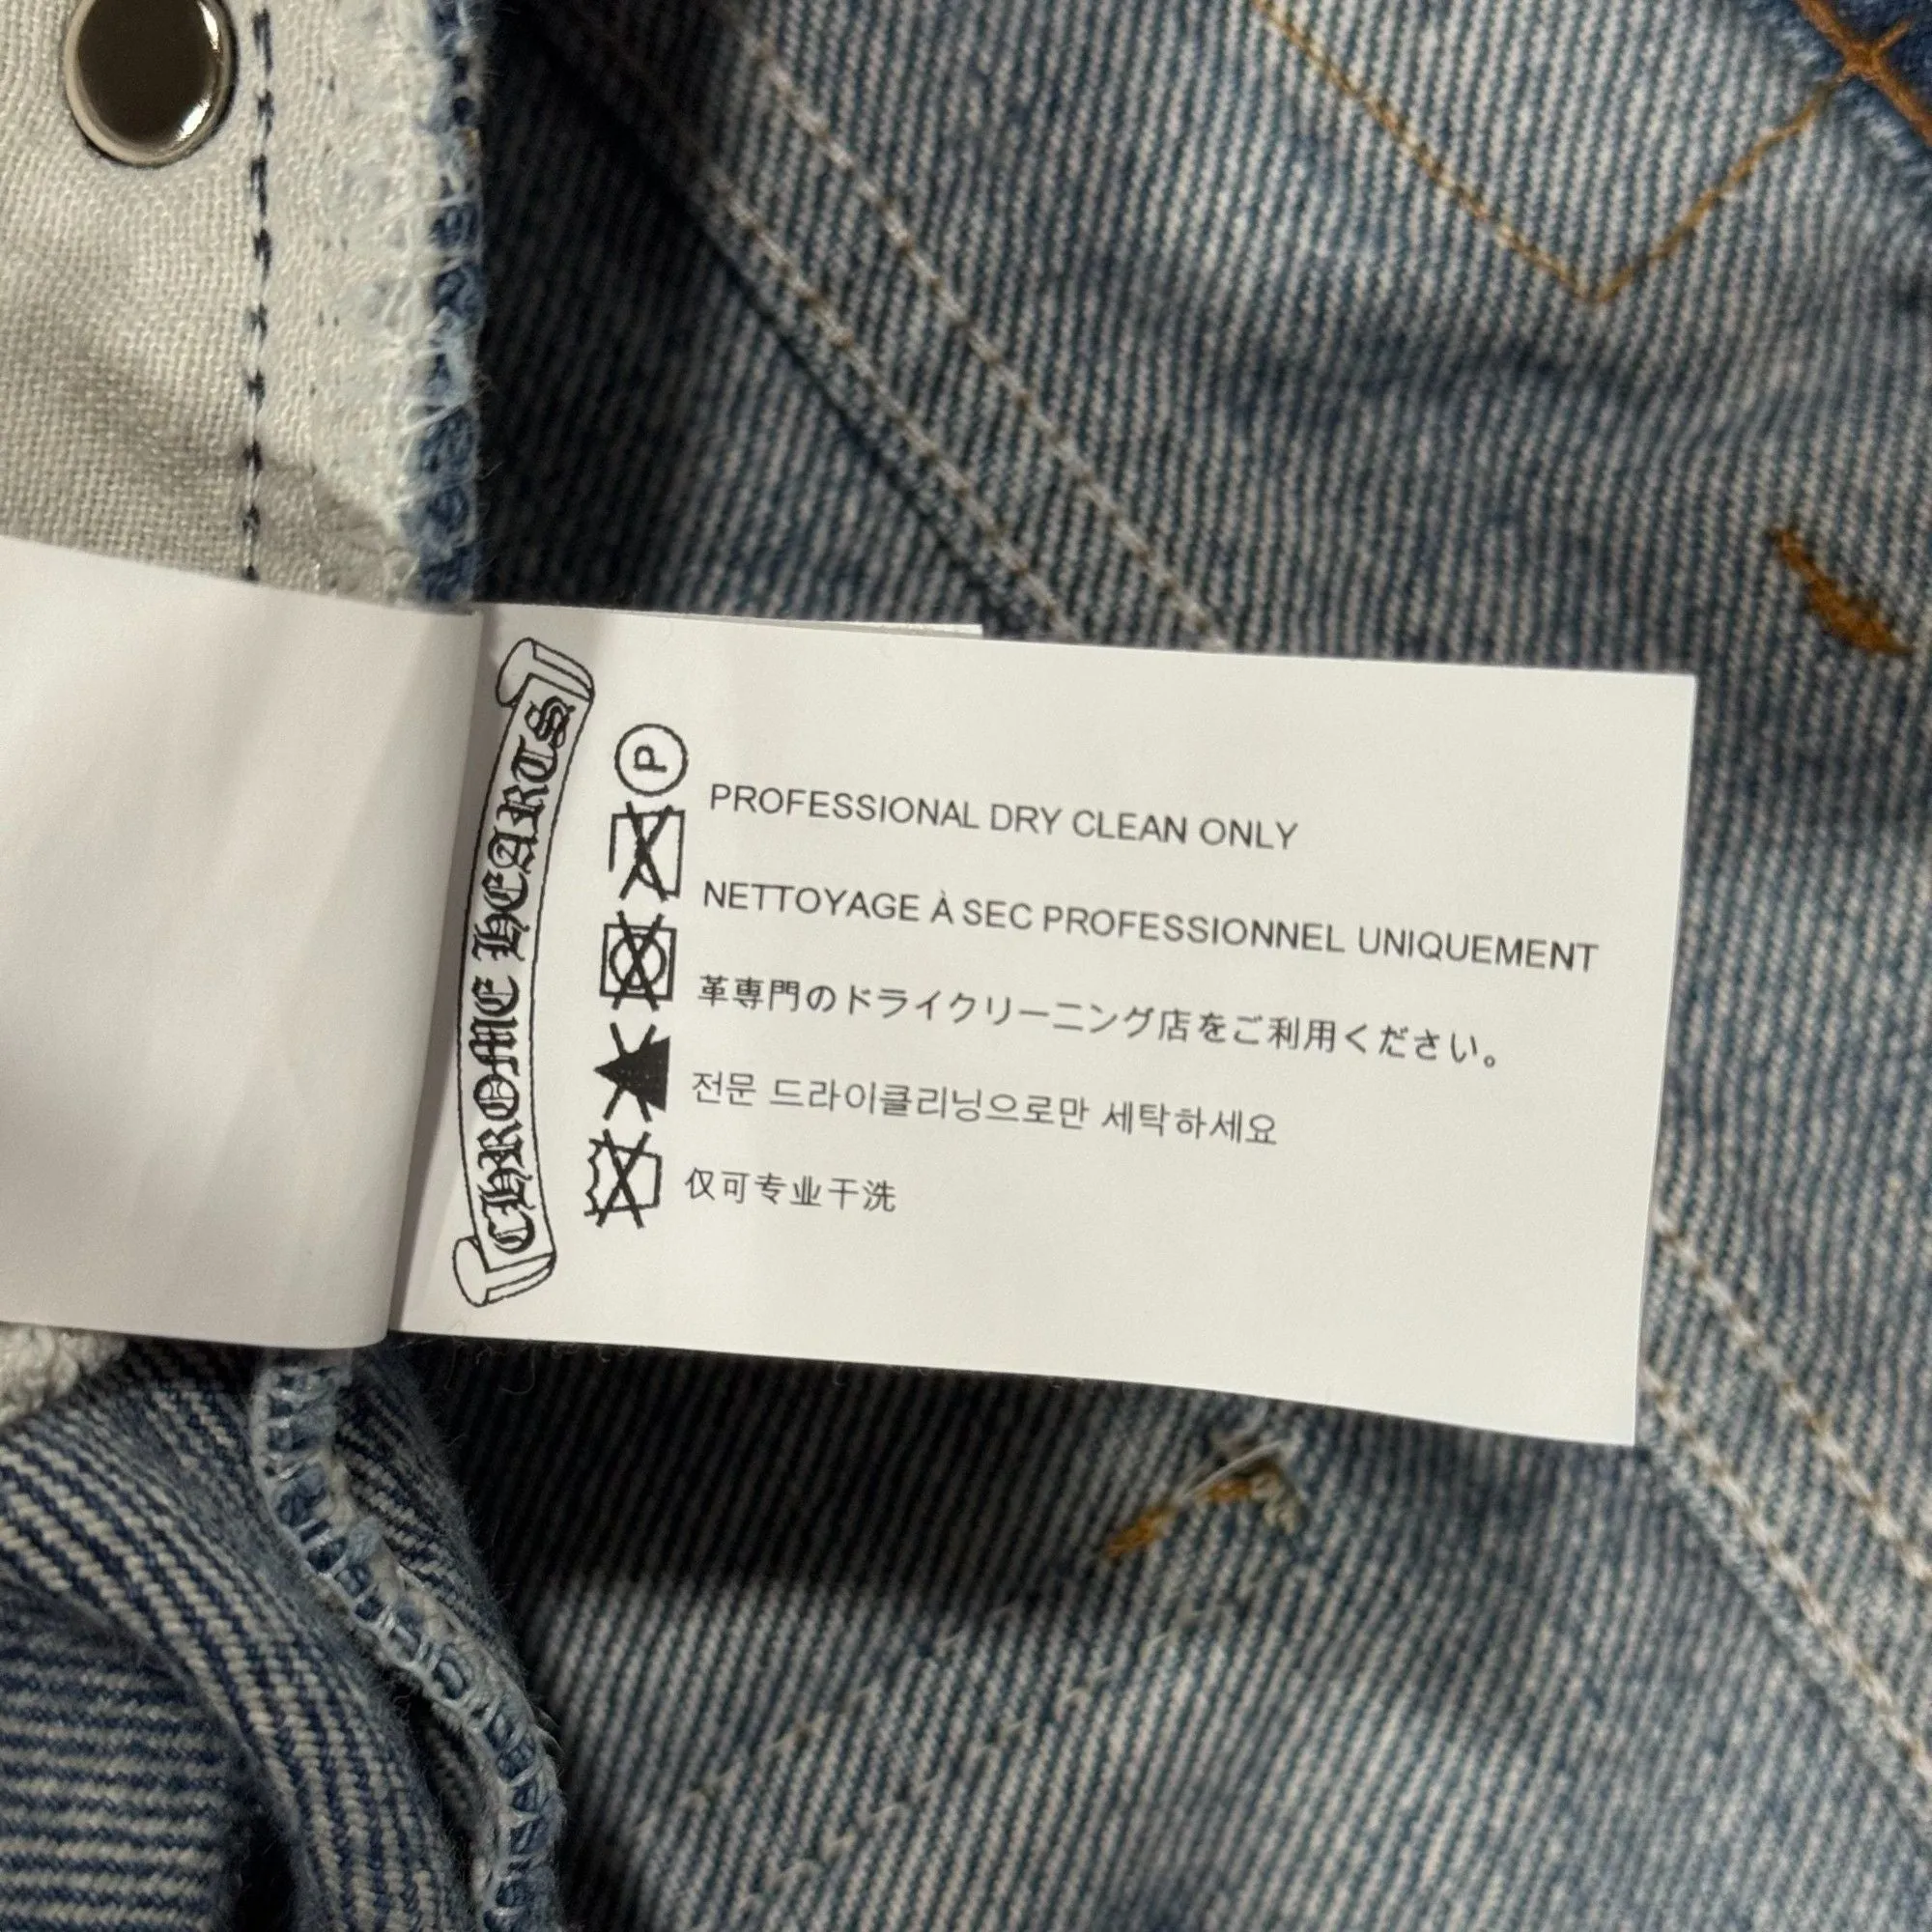 CHROME HEARTS
P
PROFESSIONAL DRY CLEAN ONLY
NETTOYAGE À SEC PROFESSIONNEL UNIQUEMENT
革専門のドライクリーニング店をご利用ください。
전문 드라이클리닝으로만 세탁하세요
仅可专业干洗